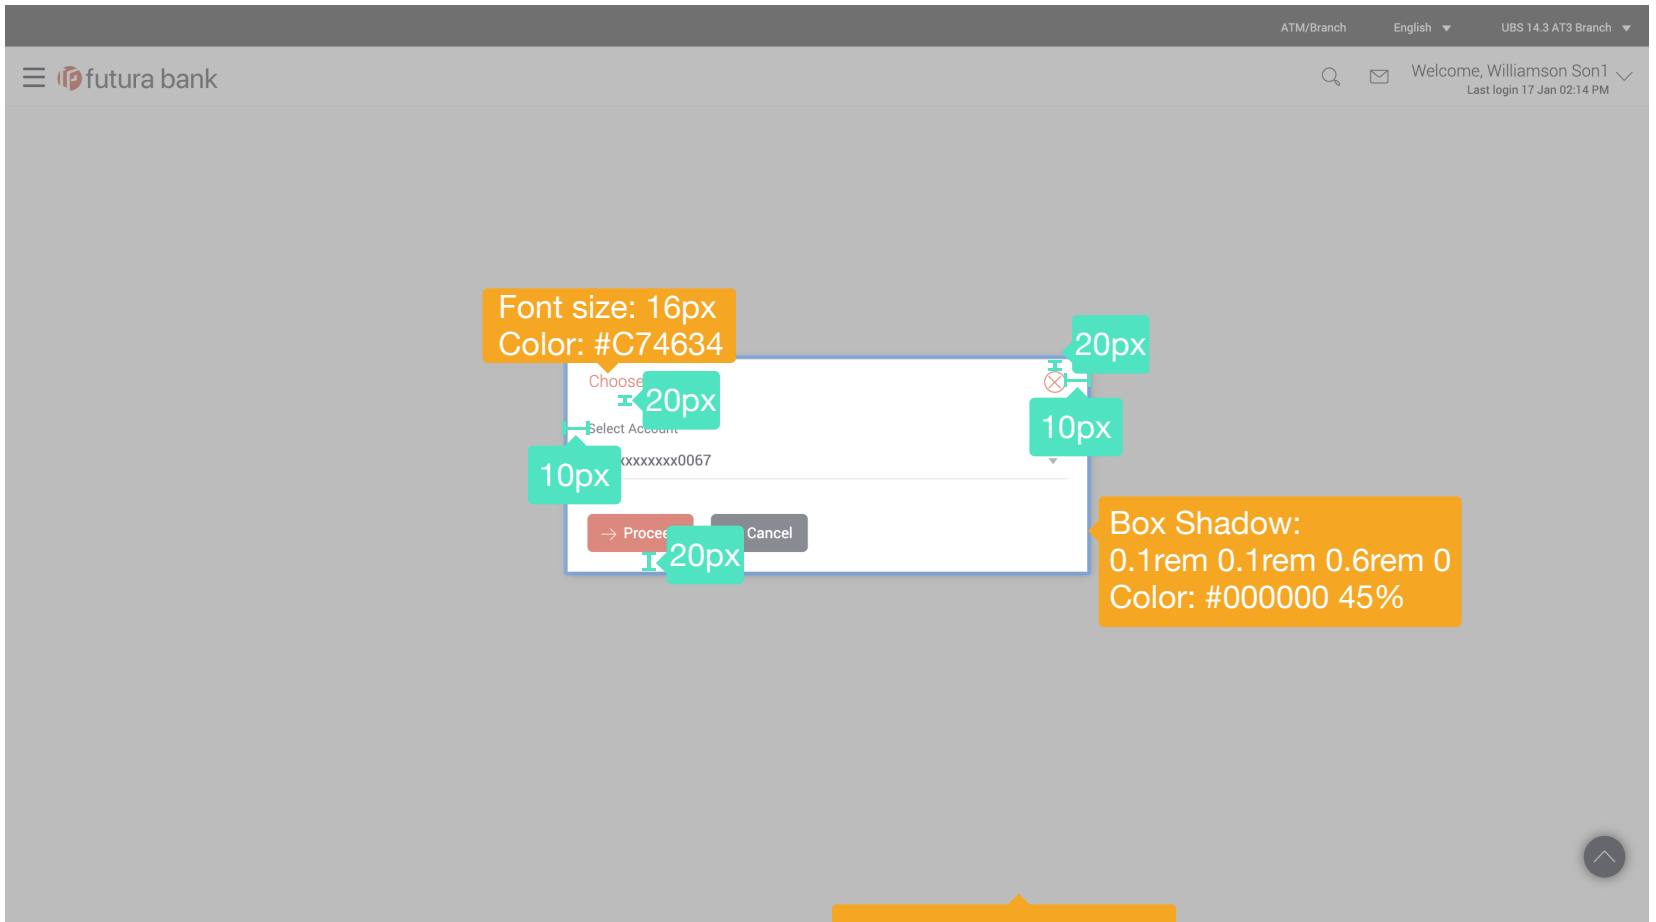 ATM/Branch English UBS 14.3 AT3 Branch
futura bank
Welcome, Williamson Son1
Last login 17 Jan 02:14 PM
Font size: 16px
Color: #C74634
20px
Choose
20px
10px
Select Account
10px
xxxxxxxx0067
Box Shadow:
0.1rem 0.1rem 0.6rem 0
Color: #000000 45%
Cancel
20px